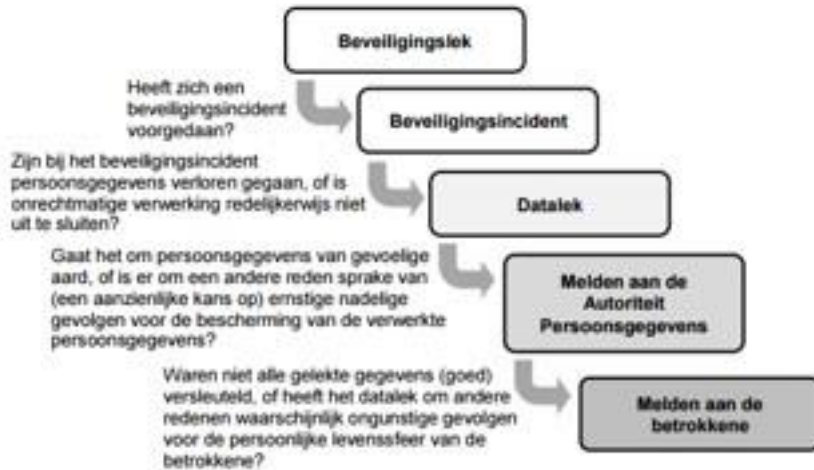 Beveiligingslek
Heeft zich een
beveiligingsincident
voorgedaan?
Beveiligingsincident
Zijn bij het beveiligingsincident
persoonsgegevens verloren gegaan, of is
onrechtmatige verwerking redelijkerwijs niet
uit te sluiten?
Datalek
Gaat het om persoonsgegevens van gevoelige
aard, of is er om een andere reden sprake van
(een aanzienlijke kans op) ernstige nadelige
gevolgen voor de bescherming van de verwerkte
persoonsgegevens?
Melden aan de
Autoriteit
Persoonsgegevens
Waren niet alle gelekte gegevens (goed)
versleuteld, of heeft het datalek om andere
redenen waarschijnlijk ongunstige gevolgen
voor de persoonlijke levenssfeer van de
betrokkene?
Melden aan de
betrokkene